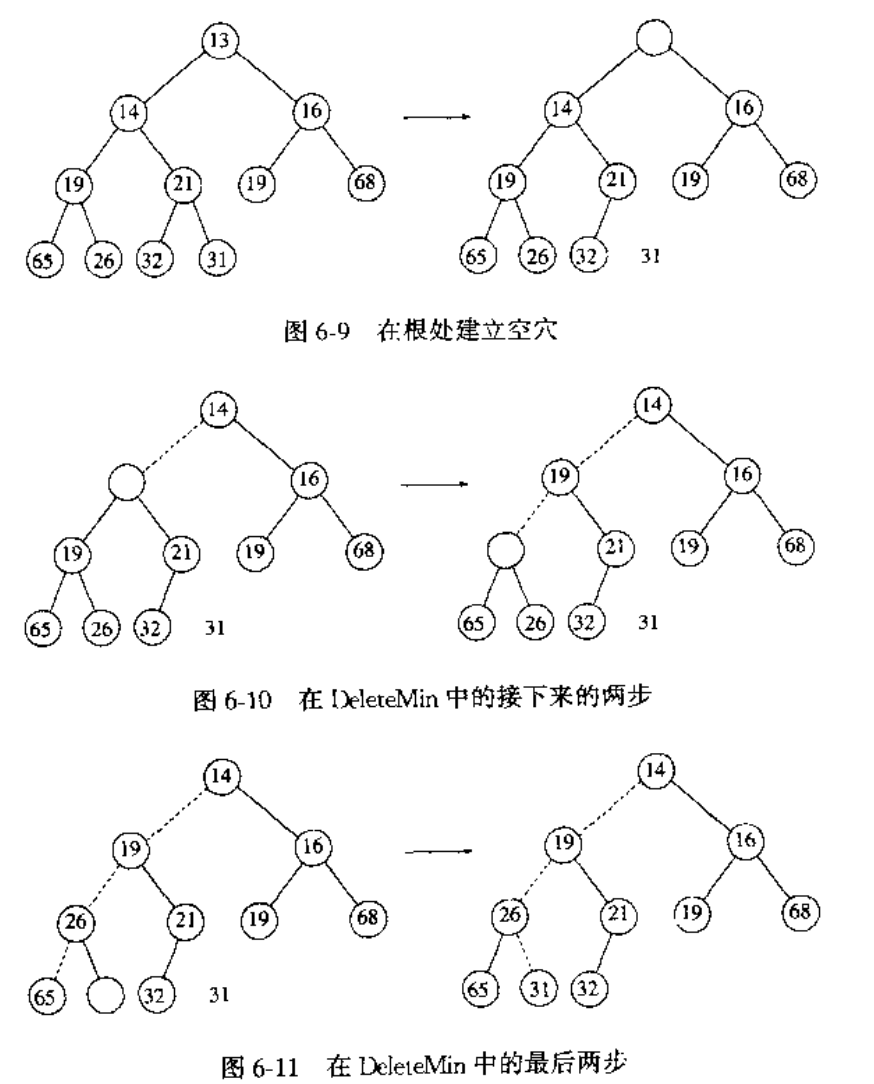 13
14 16 14 16
19 21 19 68 19 21 19 68
65 26 32 31 65 26 32 31
图 6-9 在根处建立空穴
14 14
16 19 16
19 21 19 68 21 19 68
65 26 32 31 65 26 32 31
图 6-10 在 DeleteMin 中的接下来的两步
14 14
19 16 19 16
26 21 19 68 26 21 19 68
65 32 31 65 31 32
图 6-11 在 DeleteMin 中的最后两步